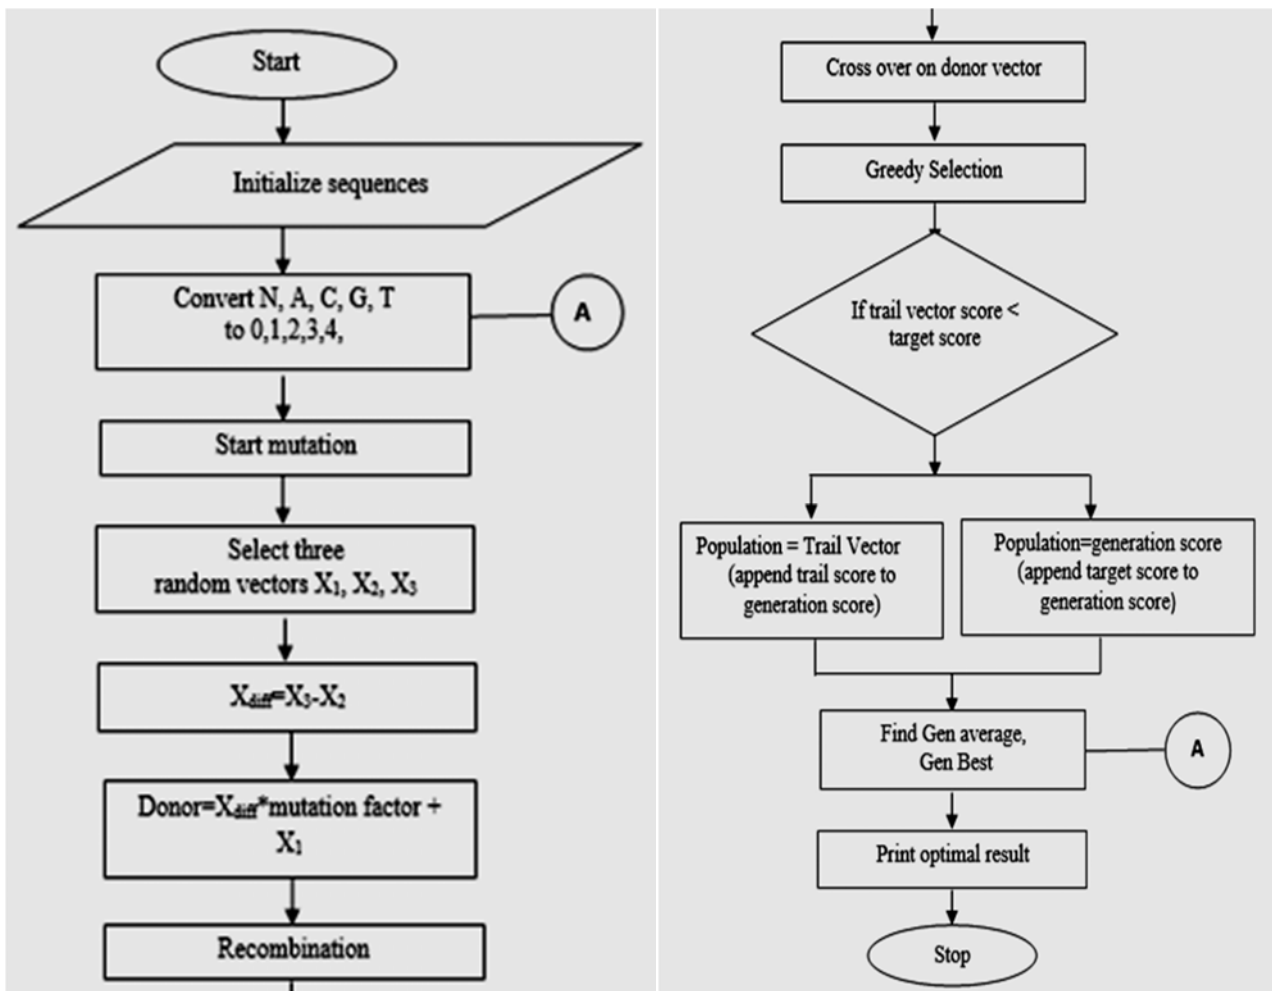 Start
Initialize sequences
Convert N, A, C, G, T
to 0,1,2,3,4,
A
Start mutation
Select three
random vectors X₁, X₂, X₃
X_diff=X₃-X₂
Donor=X_diff*mutation factor +
X₁
Recombination
Cross over on donor vector
Greedy Selection
If trail vector score <
target score
Population = Trail Vector
(append trail score to
generation score)
Population=generation score
(append target score to
generation score)
Find Gen average,
Gen Best
A
Print optimal result
Stop